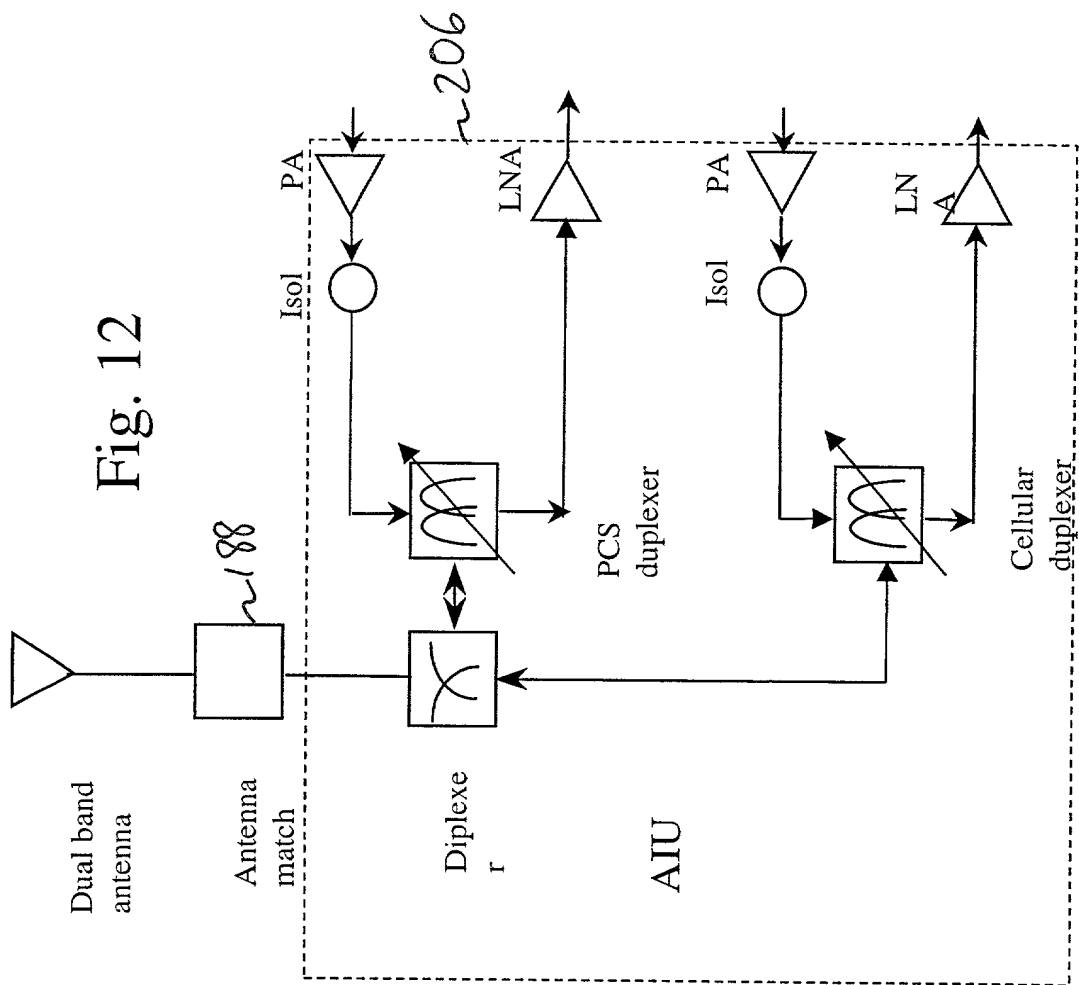 Fig. 12
Dual band
antenna
Antenna
match
188
Diplexe
r
AIU
PCS
duplexer
Isol
PA
206
LNA
Cellular
duplexer
Isol
PA
LN
A